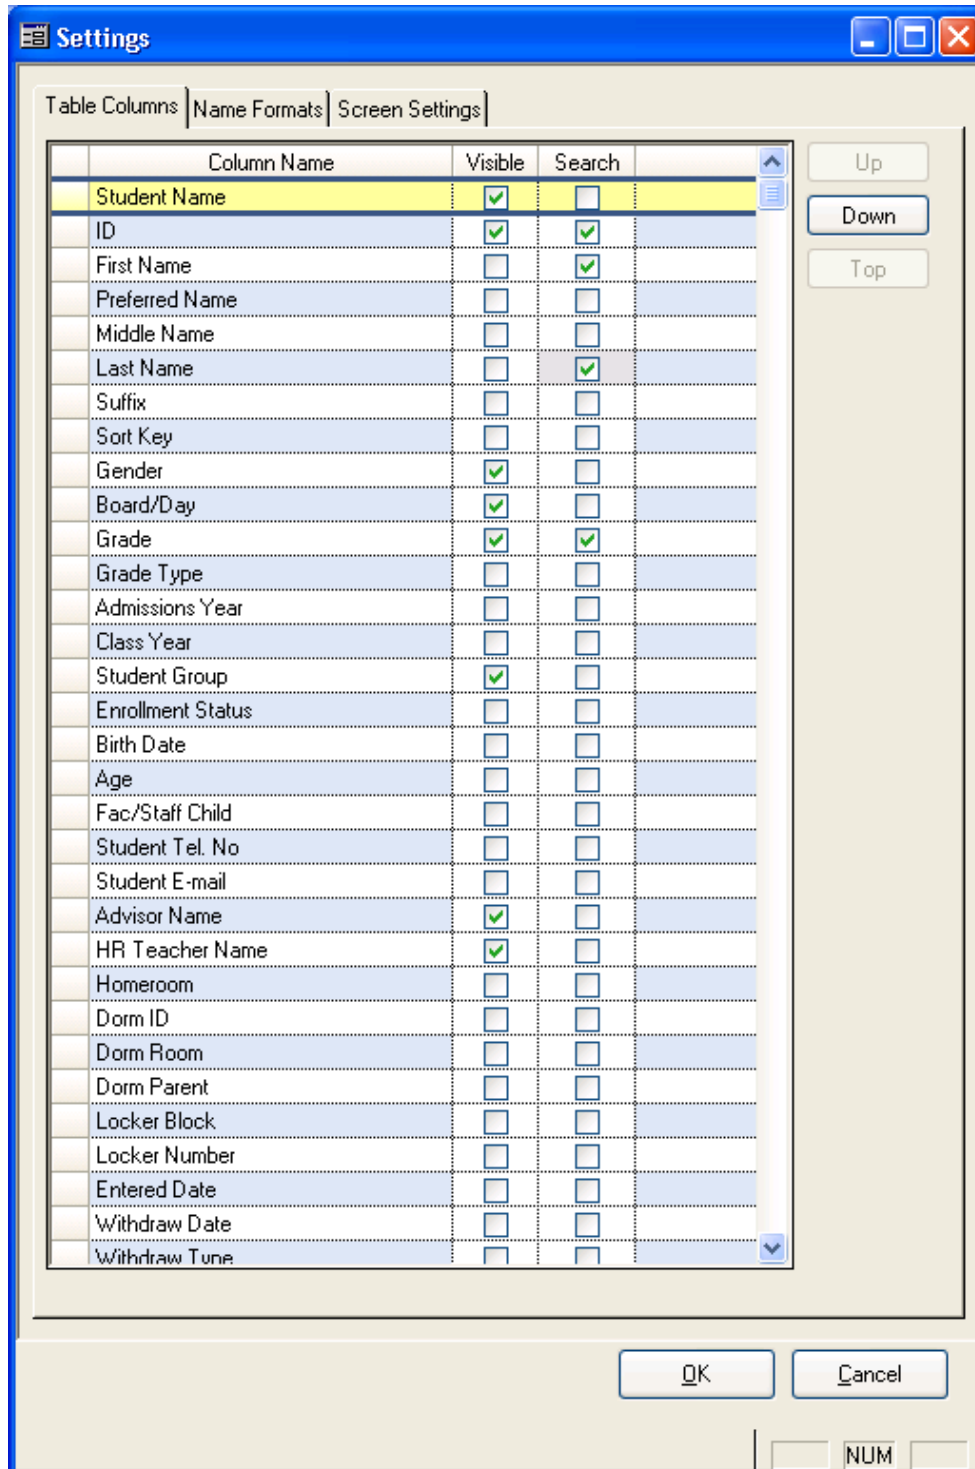 Settings
Table Columns Name Formats Screen Settings
Column Name Visible Search
Up
Student Name
Down
ID
First Name
Top
Preferred Name
Middle Name
Last Name
Suffix
Sort Key
Gender
Board/Day
Grade
Grade Type
Admissions Year
Class Year
Student Group
Enrollment Status
Birth Date
Age
Fac/Staff Child
Student Tel. No
Student E-mail
Advisor Name
HR Teacher Name
Homeroom
Dorm ID
Dorm Room
Dorm Parent
Locker Block
Locker Number
Entered Date
Withdraw Date
Withdraw Type
OK Cancel
NUM